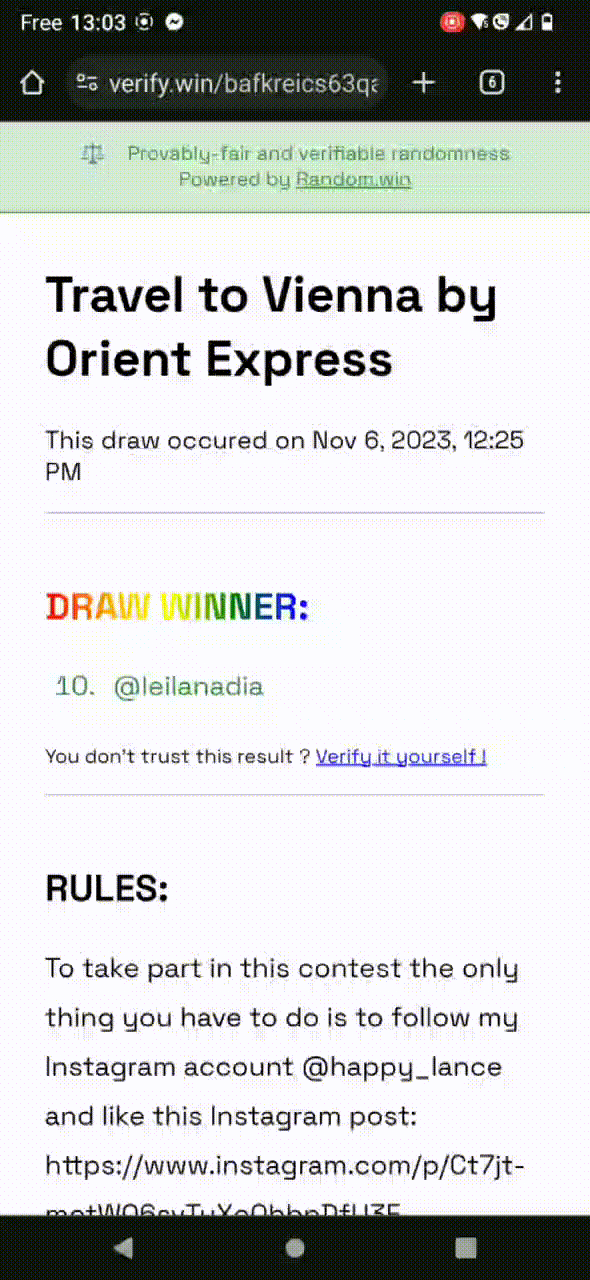 Free 13:03
verify.win/bafkreics63qa
6
Provably-fair and verifiable randomness
Powered by Random.win
Travel to Vienna by
Orient Express
This draw occured on Nov 6, 2023, 12:25
PM
DRAW WINNER:
10. @leilanadia
You don't trust this result ? Verify it yourself !
RULES:
To take part in this contest the only
thing you have to do is to follow my
Instagram account @happy_lance
and like this Instagram post:
https://www.instagram.com/p/Ct7jt-